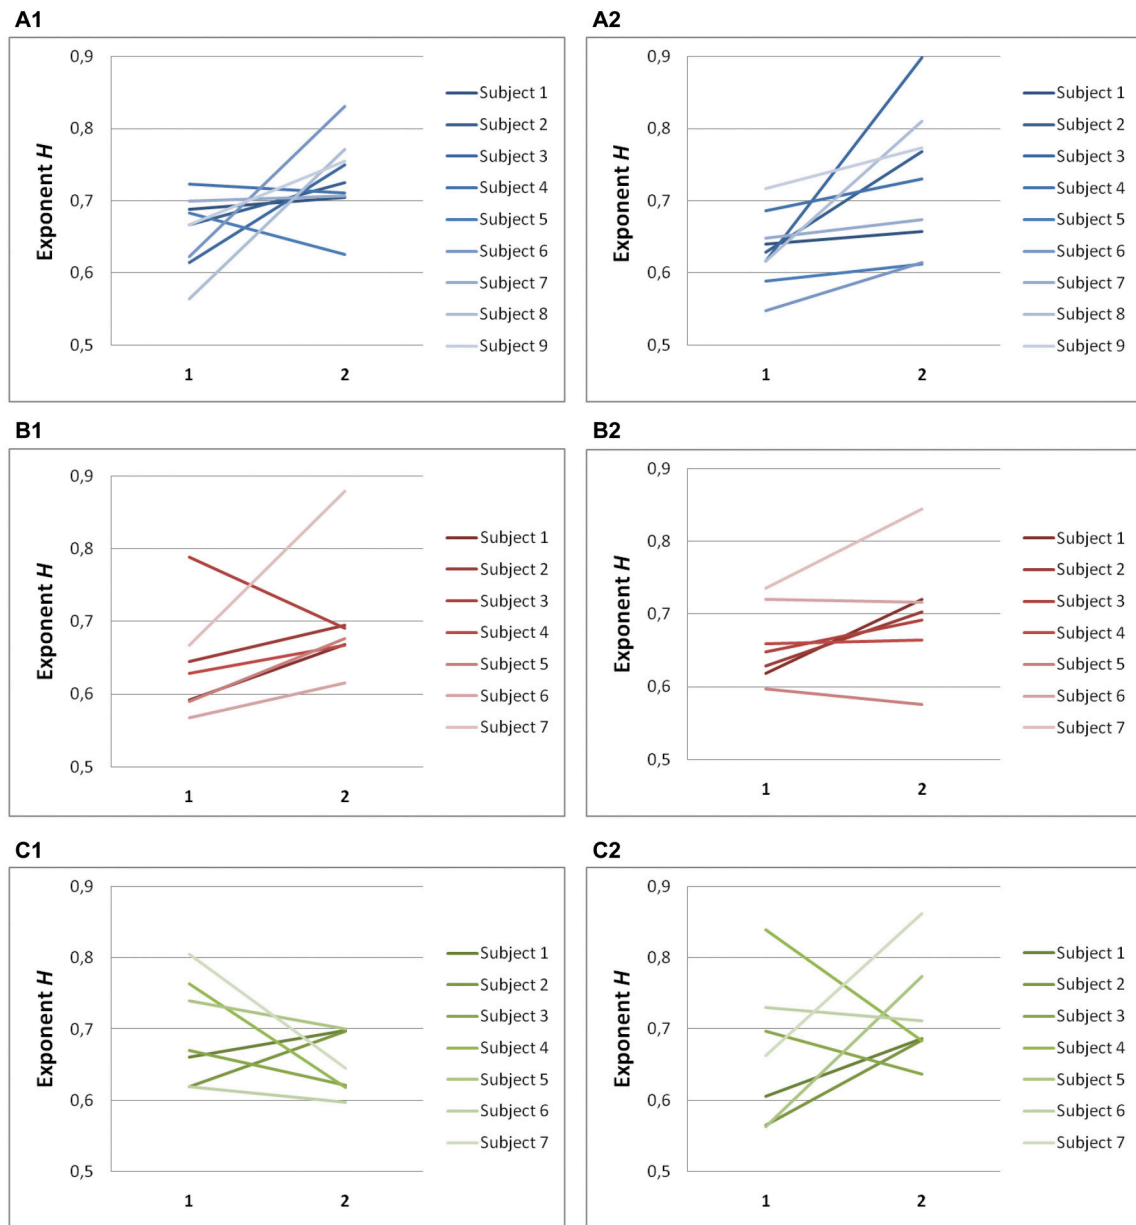 A1
Exponent H
0,9
0,8
0,7
0,6
0,5
1
2
Subject 1
Subject 2
Subject 3
Subject 4
Subject 5
Subject 6
Subject 7
Subject 8
Subject 9
A2
Exponent H
0,9
0,8
0,7
0,6
0,5
1
2
Subject 1
Subject 2
Subject 3
Subject 4
Subject 5
Subject 6
Subject 7
Subject 8
Subject 9
B1
Exponent H
0,9
0,8
0,7
0,6
0,5
1
2
Subject 1
Subject 2
Subject 3
Subject 4
Subject 5
Subject 6
Subject 7
B2
Exponent H
0,9
0,8
0,7
0,6
0,5
1
2
Subject 1
Subject 2
Subject 3
Subject 4
Subject 5
Subject 6
Subject 7
C1
Exponent H
0,9
0,8
0,7
0,6
0,5
1
2
Subject 1
Subject 2
Subject 3
Subject 4
Subject 5
Subject 6
Subject 7
C2
Exponent H
0,9
0,8
0,7
0,6
0,5
1
2
Subject 1
Subject 2
Subject 3
Subject 4
Subject 5
Subject 6
Subject 7